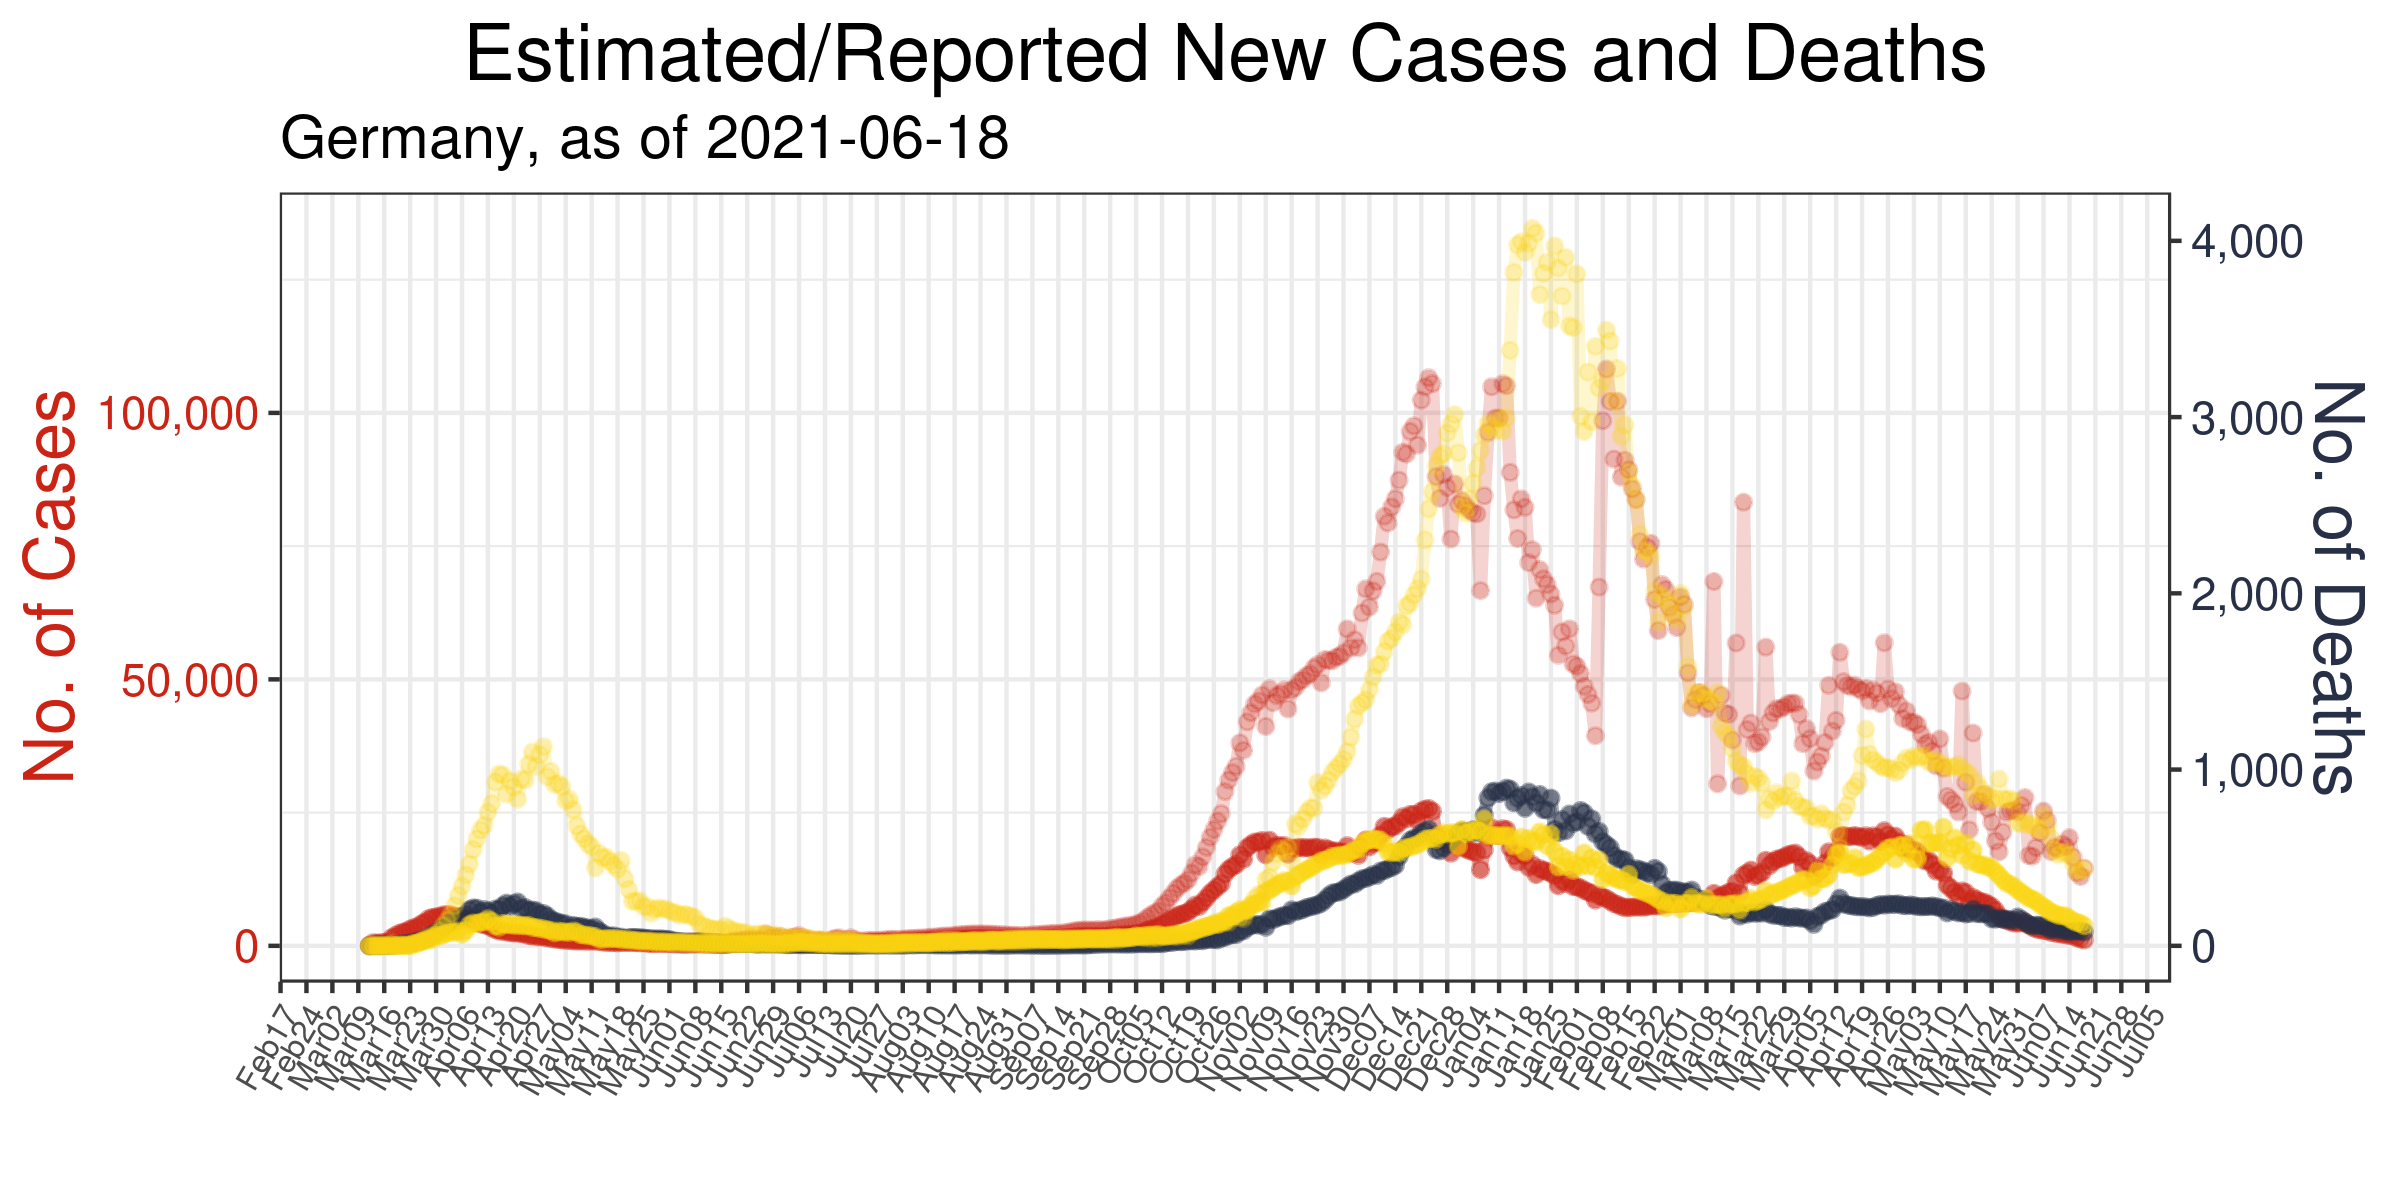 Estimated/Reported New Cases and Deaths
Germany, as of 2021-06-18
No. of Cases
100,000
50,000
0
4,000
3,000
2,000
1,000
0
No. of Deaths
Feb17
Feb24
Mar02
Mar09
Mar16
Mar23
Mar30
Apr06
Apr13
Apr20
Apr27
May04
May11
May18
May25
Jun01
Jun08
Jun15
Jun22
Jun29
Jul06
Jul13
Jul20
Jul27
Aug03
Aug10
Aug17
Aug24
Aug31
Sep07
Sep14
Sep21
Sep28
Oct05
Oct12
Oct19
Oct26
Nov02
Nov09
Nov16
Nov23
Nov30
Dec07
Dec14
Dec21
Dec28
Jan04
Jan11
Jan18
Jan25
Feb01
Feb08
Feb15
Feb22
Mar01
Mar08
Mar15
Mar22
Mar29
Apr05
Apr12
Apr19
Apr26
May03
May10
May17
May24
May31
Jun07
Jun14
Jun21
Jun28
Jul05